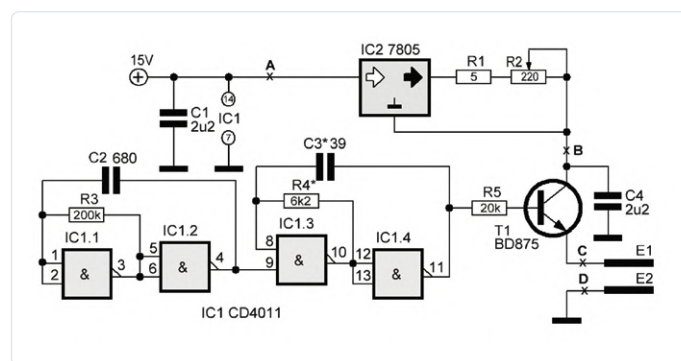 IC2 7805
15V
A
R1
5
R2
220
14
IC1
7
C1
2u2
B
C2 680
C3* 39
R3
200k
R4*
6k2
R5
20k
C4
2u2
IC1.1
IC1.2
IC1.3
IC1.4
1
2
&
3
5
6
&
4
8
9
&
10
12
13
&
11
T1
BD875
C
E1
D
E2
IC1 CD4011